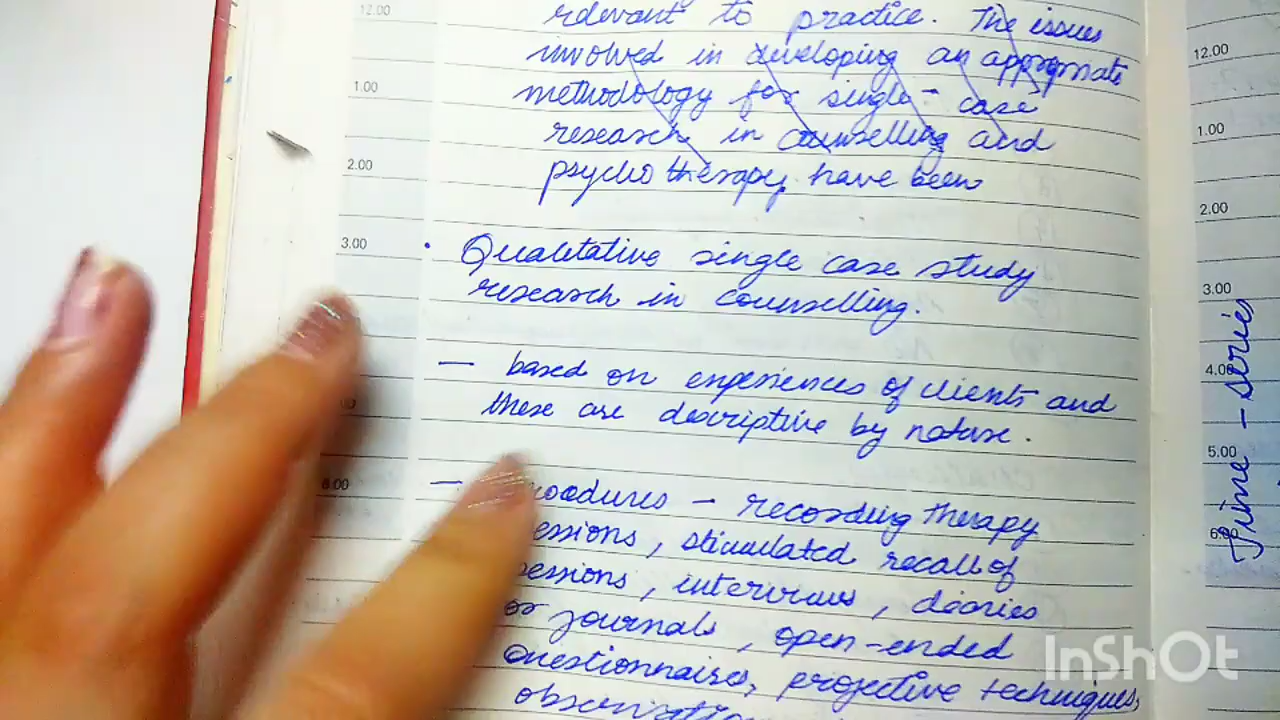 12.00
relevant to practice. The issues
involved in developing an appropriate
1.00
methodology for single - case
research in counselling and
2.00
psychotherapy have been
3.00
• Qualitative single case study
research in counselling.
— based on experiences of clients and
these are descriptive by nature.
6.00
— rocedures – recording therapy
essions, stimulated recall of
sessions, interviews, diaries
or journals, open-ended
questionnaires, projective techniques,
12.00
1.00
2.00
3.00
4.00
5.00
Time - series
InShOt